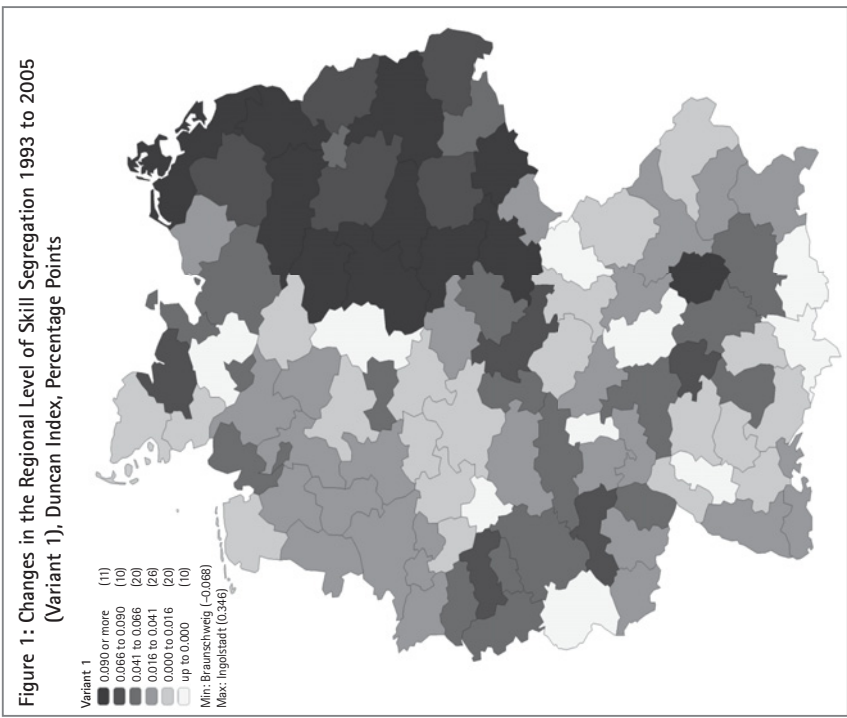 Figure 1: Changes in the Regional Level of Skill Segregation 1993 to 2005
(Variant 1), Duncan Index, Percentage Points
Variant 1
0.090 or more (11)
0.066 to 0.090 (10)
0.041 to 0.066 (20)
0.016 to 0.041 (26)
0.000 to 0.016 (20)
up to 0.000 (10)
Min: Braunschweig (–0.068)
Max: Ingolstadt (0.346)